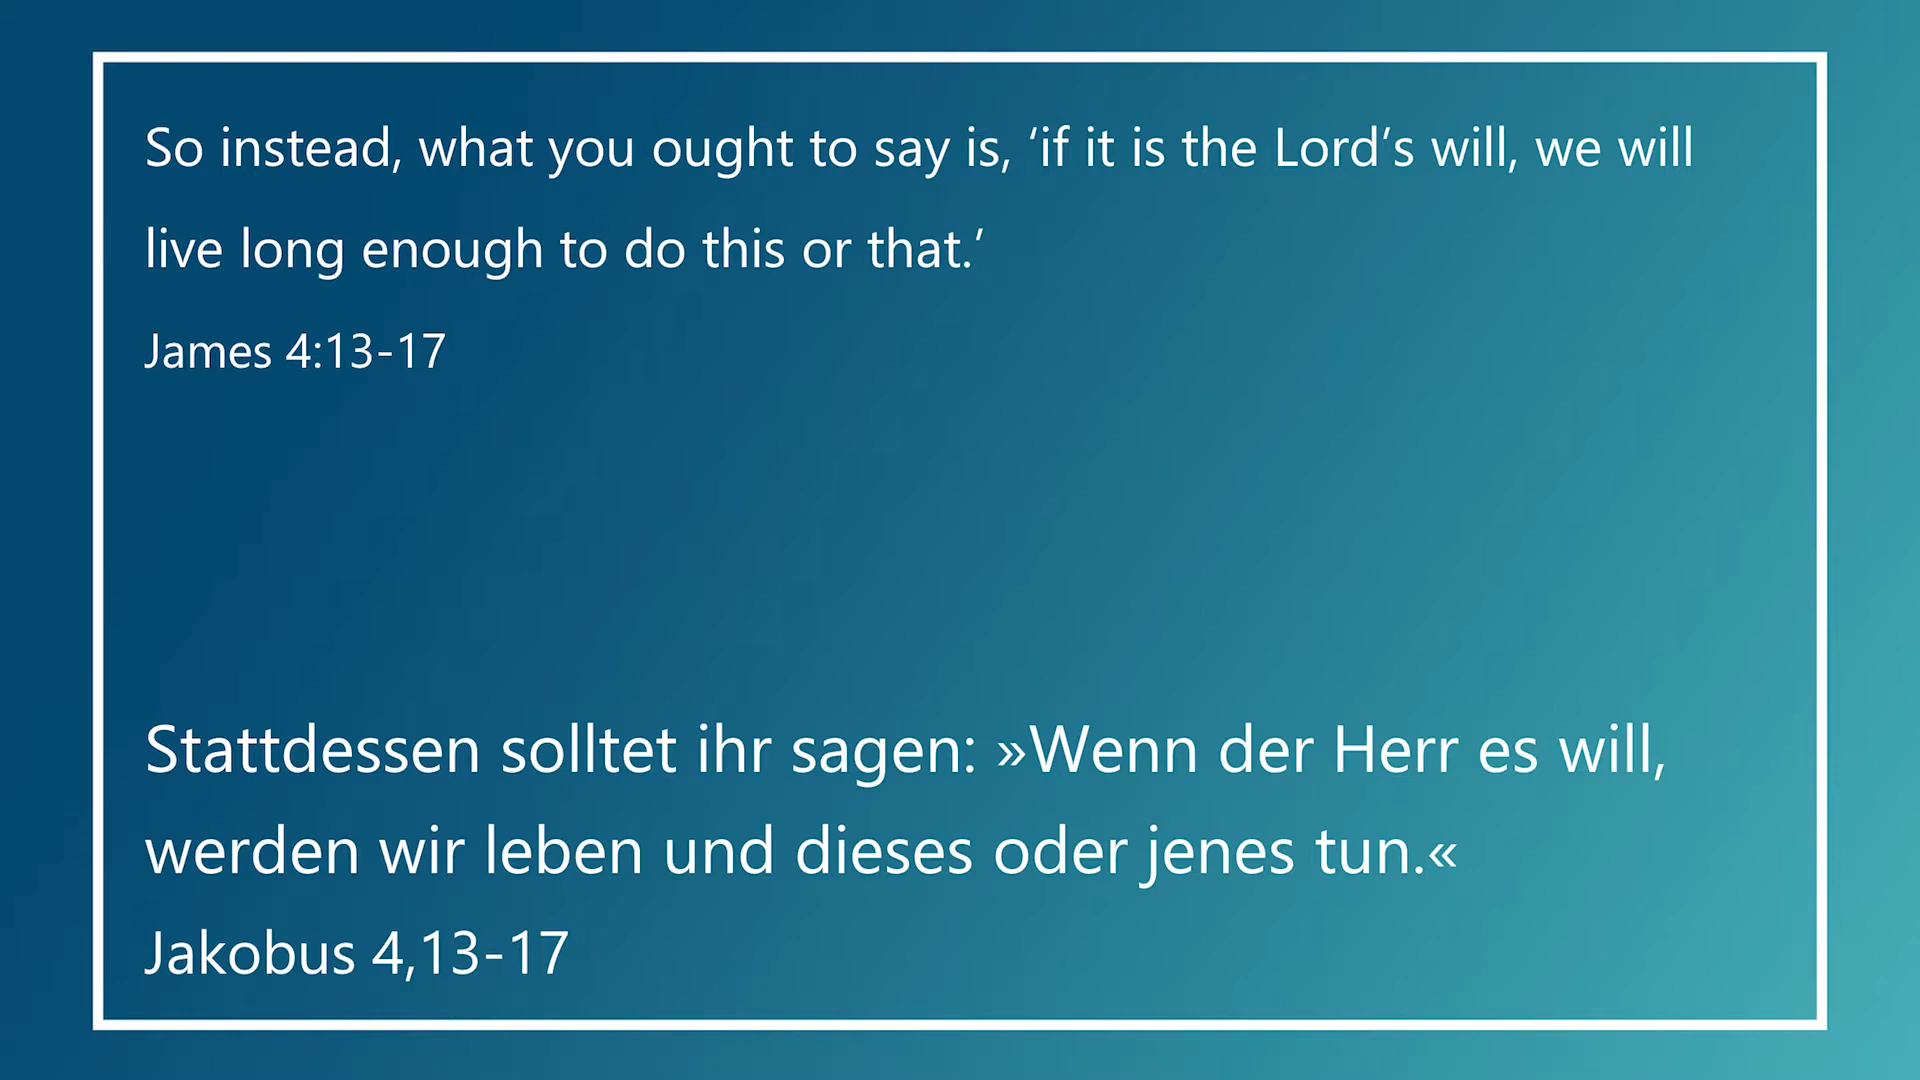 So instead, what you ought to say is, ‘if it is the Lord’s will, we will
live long enough to do this or that.’
James 4:13-17
Stattdessen solltet ihr sagen: »Wenn der Herr es will,
werden wir leben und dieses oder jenes tun.«
Jakobus 4,13-17